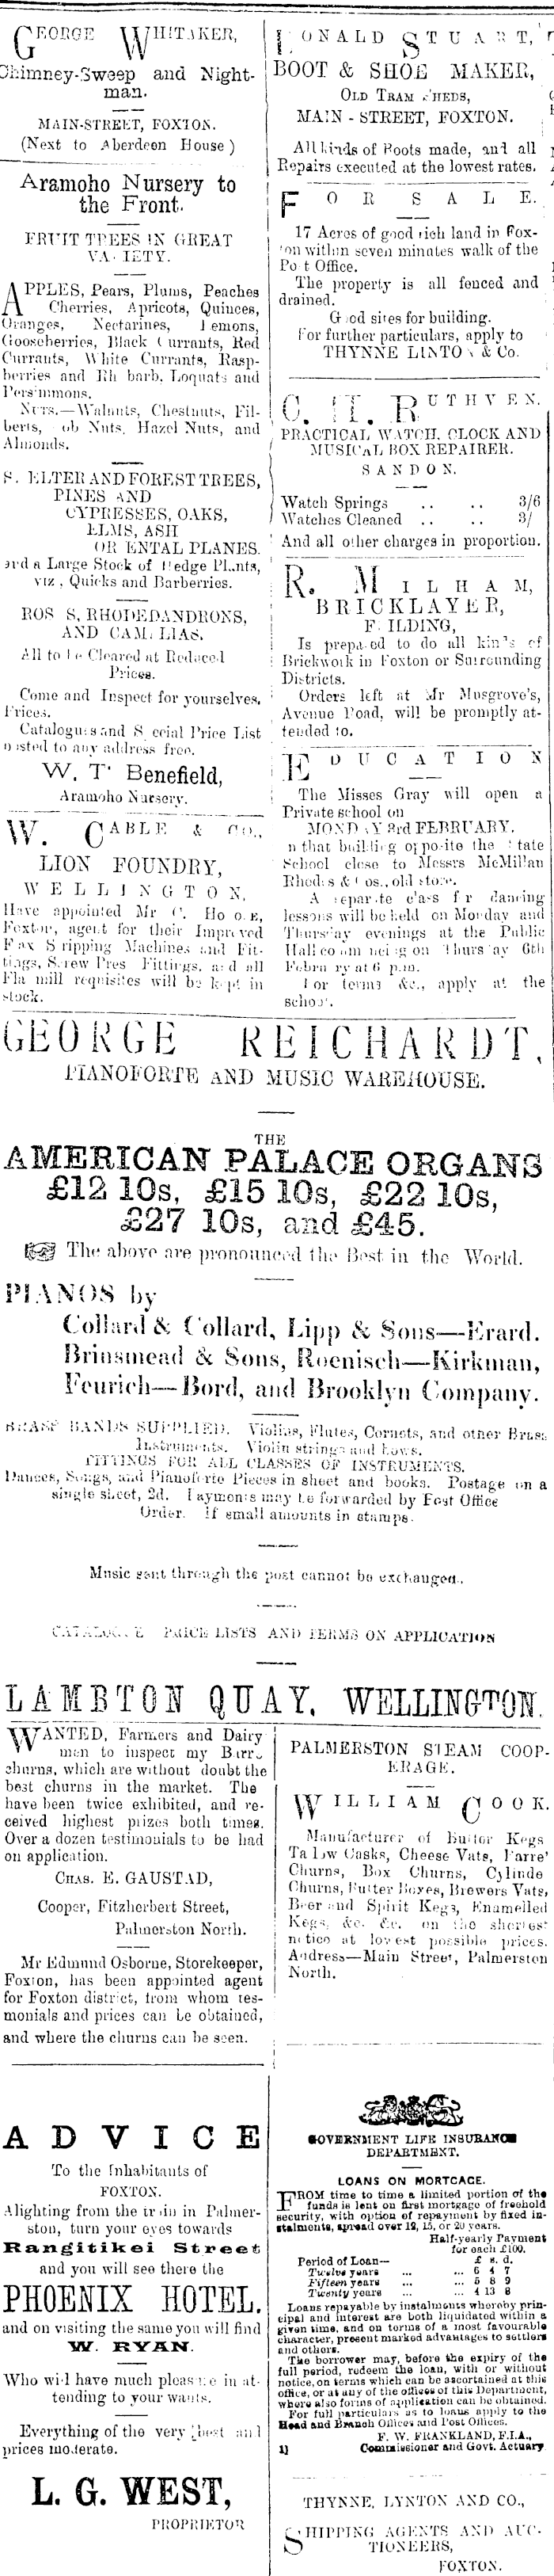 GEORGE WHITAKER,
Chimney-Sweep and Night-
man.
MAIN-STREET, FOXTON.
(Next to Aberdeen House)
Aramoho Nursery to
the Front.
FRUIT TREES IN GREAT
VA IETY.
APPLES, Pears, Plums, Peaches
Cherries, Apricots, Quinces,
Oranges, Nectarines, Lemons,
Gooseberries, Black Currants, Red
Currants, White Currants, Rasp-
berries and Rh barb, Loquats and
Persimmons.
NUTS.—Walnuts, Chestnuts, Fil-
berts, ob Nuts, Hazel Nuts, and
Almonds.
S. ELTER AND FOREST TREES,
PINES AND
CYPRESSES, OAKS,
ELMS, ASH
OR ENTAL PLANES.
and a Large Stock of Hedge Plants,
viz, Quicks and Barberries.
ROS S, RHODEDANDRONS,
AND CAM LIAS.
All to be Cleared at Reduced
Prices.
Come and Inspect for yourselves.
Prices.
Catalogues and S ecial Price List
posted to any address free.
W. T. Benefield,
Aramoho Nursery.
W. CABLE & CO.,
LION FOUNDRY,
WELLINGTON,
Have appointed Mr C. Ho o E,
Foxton, agent for their Improved
Flax Stripping Machines and Fit-
tings, Screw Pres Fittings, and all
Fla mill requisites will be kept in
stock.
RONALD STUART,
BOOT & SHOE MAKER,
OLD TRAM SHEDS,
MAIN - STREET, FOXTON.
All kinds of Boots made, and all
Repairs executed at the lowest rates.
FOR SALE.
17 Acres of good rich land in Fox-
ton within seven minutes walk of the
Po t Office.
The property is all fenced and
drained.
Good sites for building.
For further particulars, apply to
THYNNE LINTON & Co.
C. H. RUTHVEN,
PRACTICAL WATCH, CLOCK AND
MUSICAL BOX REPAIRER.
SANDON.
Watch Springs .. .. 3/6
Watches Cleaned .. .. 3/
And all other charges in proportion.
R. MILHAM,
BRICKLAYER,
F ILDING,
Is prepared to do all kinds of
Brickwork in Foxton or Surrounding
Districts.
Orders left at Mr Musgrove's,
Avenue Road, will be promptly at-
tended to.
EDUCATION
The Misses Gray will open a
Private school on
MONDAY 3rd FEBRUARY.
n that building opposite the State
School close to Messrs McMillan
Rhodes & Cos., old store.
A separate class f r dancing
lessons will be held on Monday and
Thursday evenings at the Public
Hall commencing on Thursday 6th
February at 6 p.m.
For terms &c., apply at the
school.
GEORGE REICHARDT,
PIANOFORTE AND MUSIC WAREHOUSE.
THE
AMERICAN PALACE ORGANS
£12 10s, £15 10s, £22 10s,
£27 10s, and £45.
The above are pronounced the Best in the World.
PIANOS by
Collard & Collard, Lipp & Sons—Erard.
Brinsmead & Sons, Roenisch—Kirkman,
Feurich—Bord, and Brooklyn Company.
BRASS BANDS SUPPLIED. Violins, Flutes, Cornets, and other Brass
Instruments. Violin strings and bows.
FITTINGS FOR ALL CLASSES OF INSTRUMENTS.
Dances, Songs, and Pianoforte Pieces in sheet and books. Postage on a
single sheet, 2d. Payments may be forwarded by Post Office
Order. If small amounts in stamps.
Music sent through the post cannot be exchanged.
CATALOGUE PRICE LISTS AND TERMS ON APPLICATION
LAMBTON QUAY, WELLINGTON.
WANTED, Farmers and Dairy
men to inspect my Barre
churns, which are without doubt the
best churns in the market. The
have been twice exhibited, and re-
ceived highest prizes both times.
Over a dozen testimonials to be had
on application.
CHAS. E. GAUSTAD,
Cooper, Fitzherbert Street,
Palmerston North.
Mr Edmund Osborne, Storekeeper,
Foxton, has been appointed agent
for Foxton district, from whom tes-
monials and prices can be obtained,
and where the churns can be seen.
PALMERSTON STEAM COOP-
ERAGE.
WILLIAM COOK.
Manufacturer of Butter Kegs
Tallow Casks, Cheese Vats, Barre'
Churns, Box Churns, Cylinde
Churns, Butter Boxes, Brewers Vats,
Beer and Spirit Kegs, Enamelled
Kegs, &c. &c. on the shortest
notice at lowest possible prices.
Address—Main Street, Palmerston
North.
ADVICE
To the Inhabitants of
FOXTON.
Alighting from the train in Palmer-
ston, turn your eyes towards
Rangitikei Street
and you will see there the
PHOENIX HOTEL.
and on visiting the same you will find
W. RYAN.
Who will have much pleasure in at-
tending to your wants.
Everything of the very best and
prices moderate.
L. G. WEST,
PROPRIETOR
GOVERNMENT LIFE INSURANCE
DEPARTMENT.
LOANS ON MORTGAGE.
FROM time to time a limited portion of the
funds is lent on first mortgage of freehold
security, with option of repayment by fixed in-
stalments, spread over 12, 15, or 20 years.
Half-yearly Payment
for each £100.
Period of Loan— £ s. d.
Twelve years ... ... 6 4 7
Fifteen years ... ... 5 8 9
Twenty years ... ... 4 13 8
Loans repayable by instalments whereby prin-
cipal and interest are both liquidated within a
given time, and on terms of a most favourable
character, present marked advantages to settlers
and others.
The borrower may, before the expiry of the
full period, redeem the loan, with or without
notice, on terms which can be ascertained at this
office, or at any of the offices of this Department,
where also forms of application can be obtained.
For full particulars as to loans apply to the
Head and Branch Offices and Post Offices.
F. W. FRANKLAND, F.I.A.,
1] Commissioner and Govt. Actuary
THYNNE, LYNTON AND CO.,
SHIPPING AGENTS AND AUC-
TIONEERS,
FOXTON.